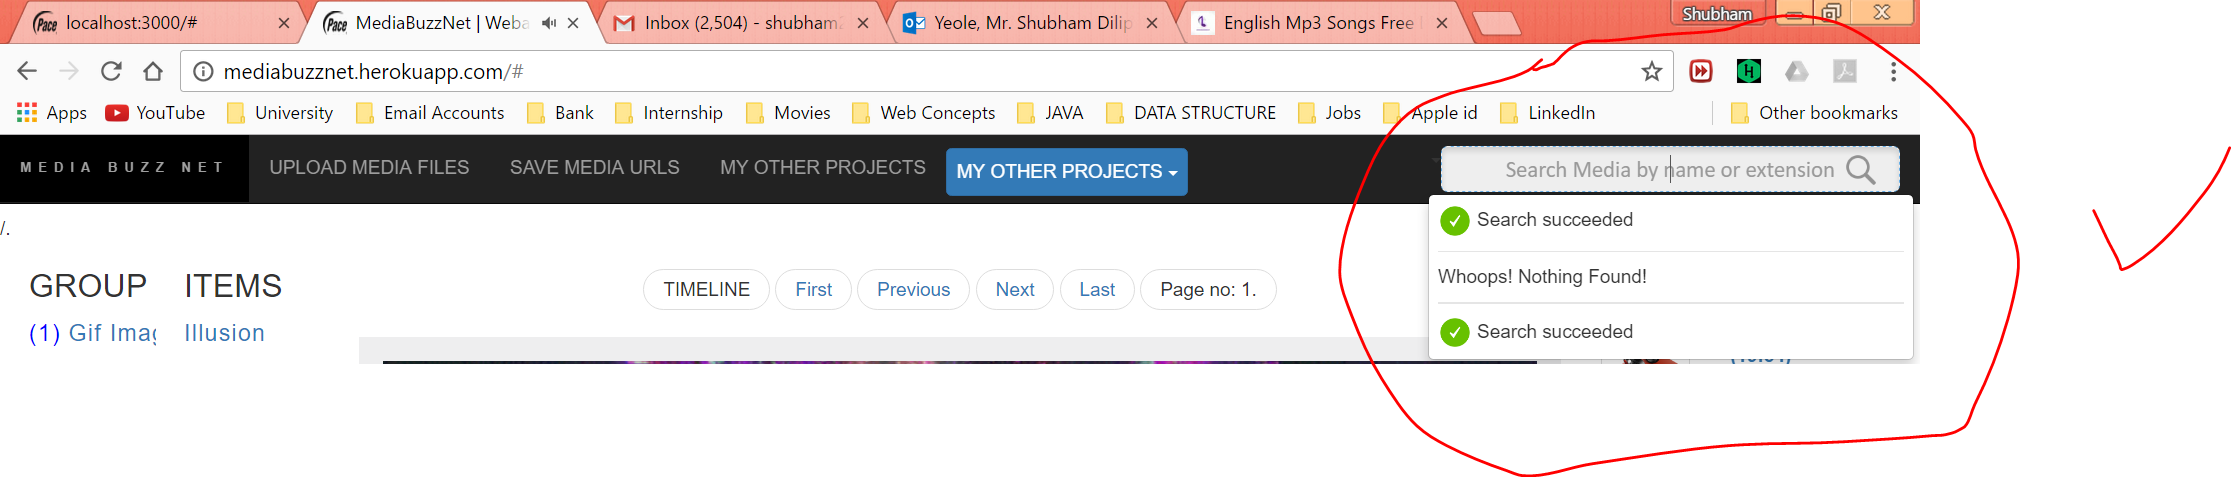 localhost:3000/#
MediaBuzzNet | Weba
Inbox (2,504) - shubham
Yeole, Mr. Shubham Dilip
English Mp3 Songs Free
Shubham
mediabuzznet.herokuapp.com/#
Apps YouTube University Email Accounts Bank Internship Movies Web Concepts JAVA DATA STRUCTURE Jobs Apple id LinkedIn Other bookmarks
MEDIA BUZZ NET UPLOAD MEDIA FILES SAVE MEDIA URLS MY OTHER PROJECTS MY OTHER PROJECTS Search Media by name or extension
Search succeeded
/.
Whoops! Nothing Found!
GROUP ITEMS
TIMELINE First Previous Next Last Page no: 1.
(1) Gif Imag Illusion
Search succeeded